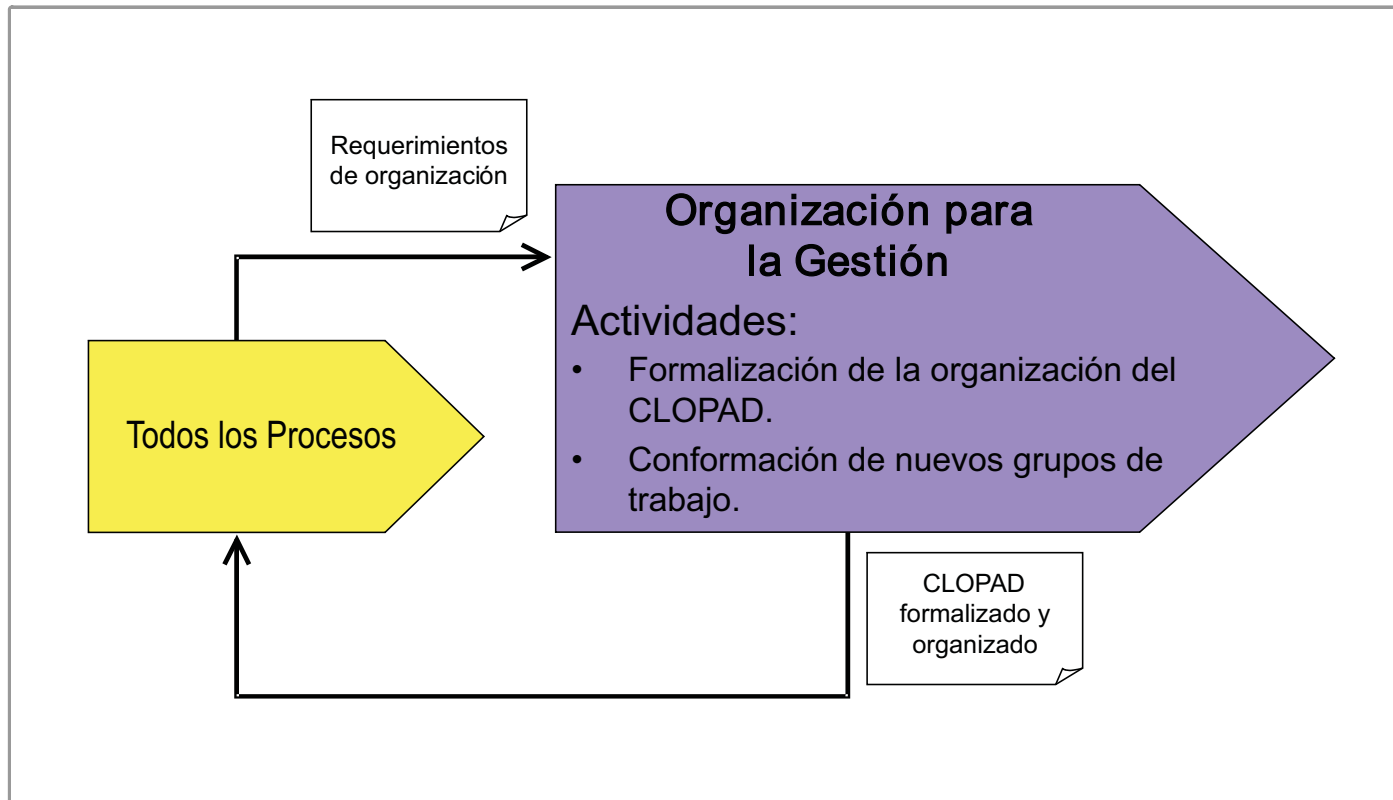 Requerimientos
de organización
Organización para
la Gestión
Actividades:
• Formalización de la organización del
CLOPAD.
• Conformación de nuevos grupos de
trabajo.
Todos los Procesos
CLOPAD
formalizado y
organizado